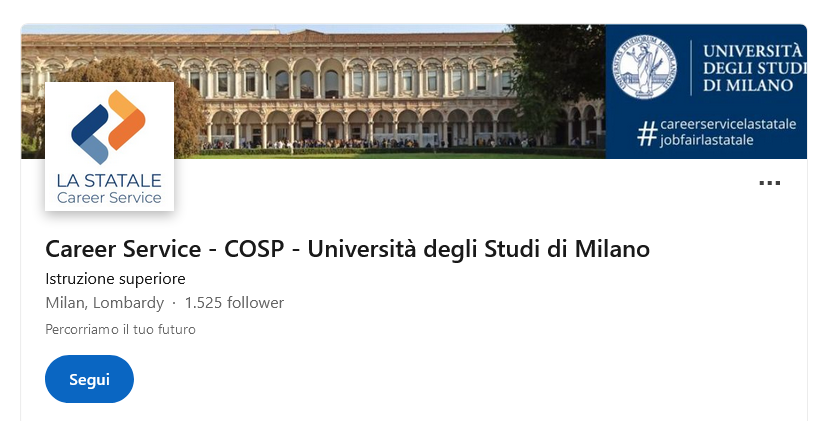 UNIVERSITÀ
DEGLI STUDI
DI MILANO
#careerservicelastatale
jobfairlastatale
LA STATALE
Career Service
Career Service - COSP - Università degli Studi di Milano
Istruzione superiore
Milan, Lombardy · 1.525 follower
Percorriamo il tuo futuro
Segui